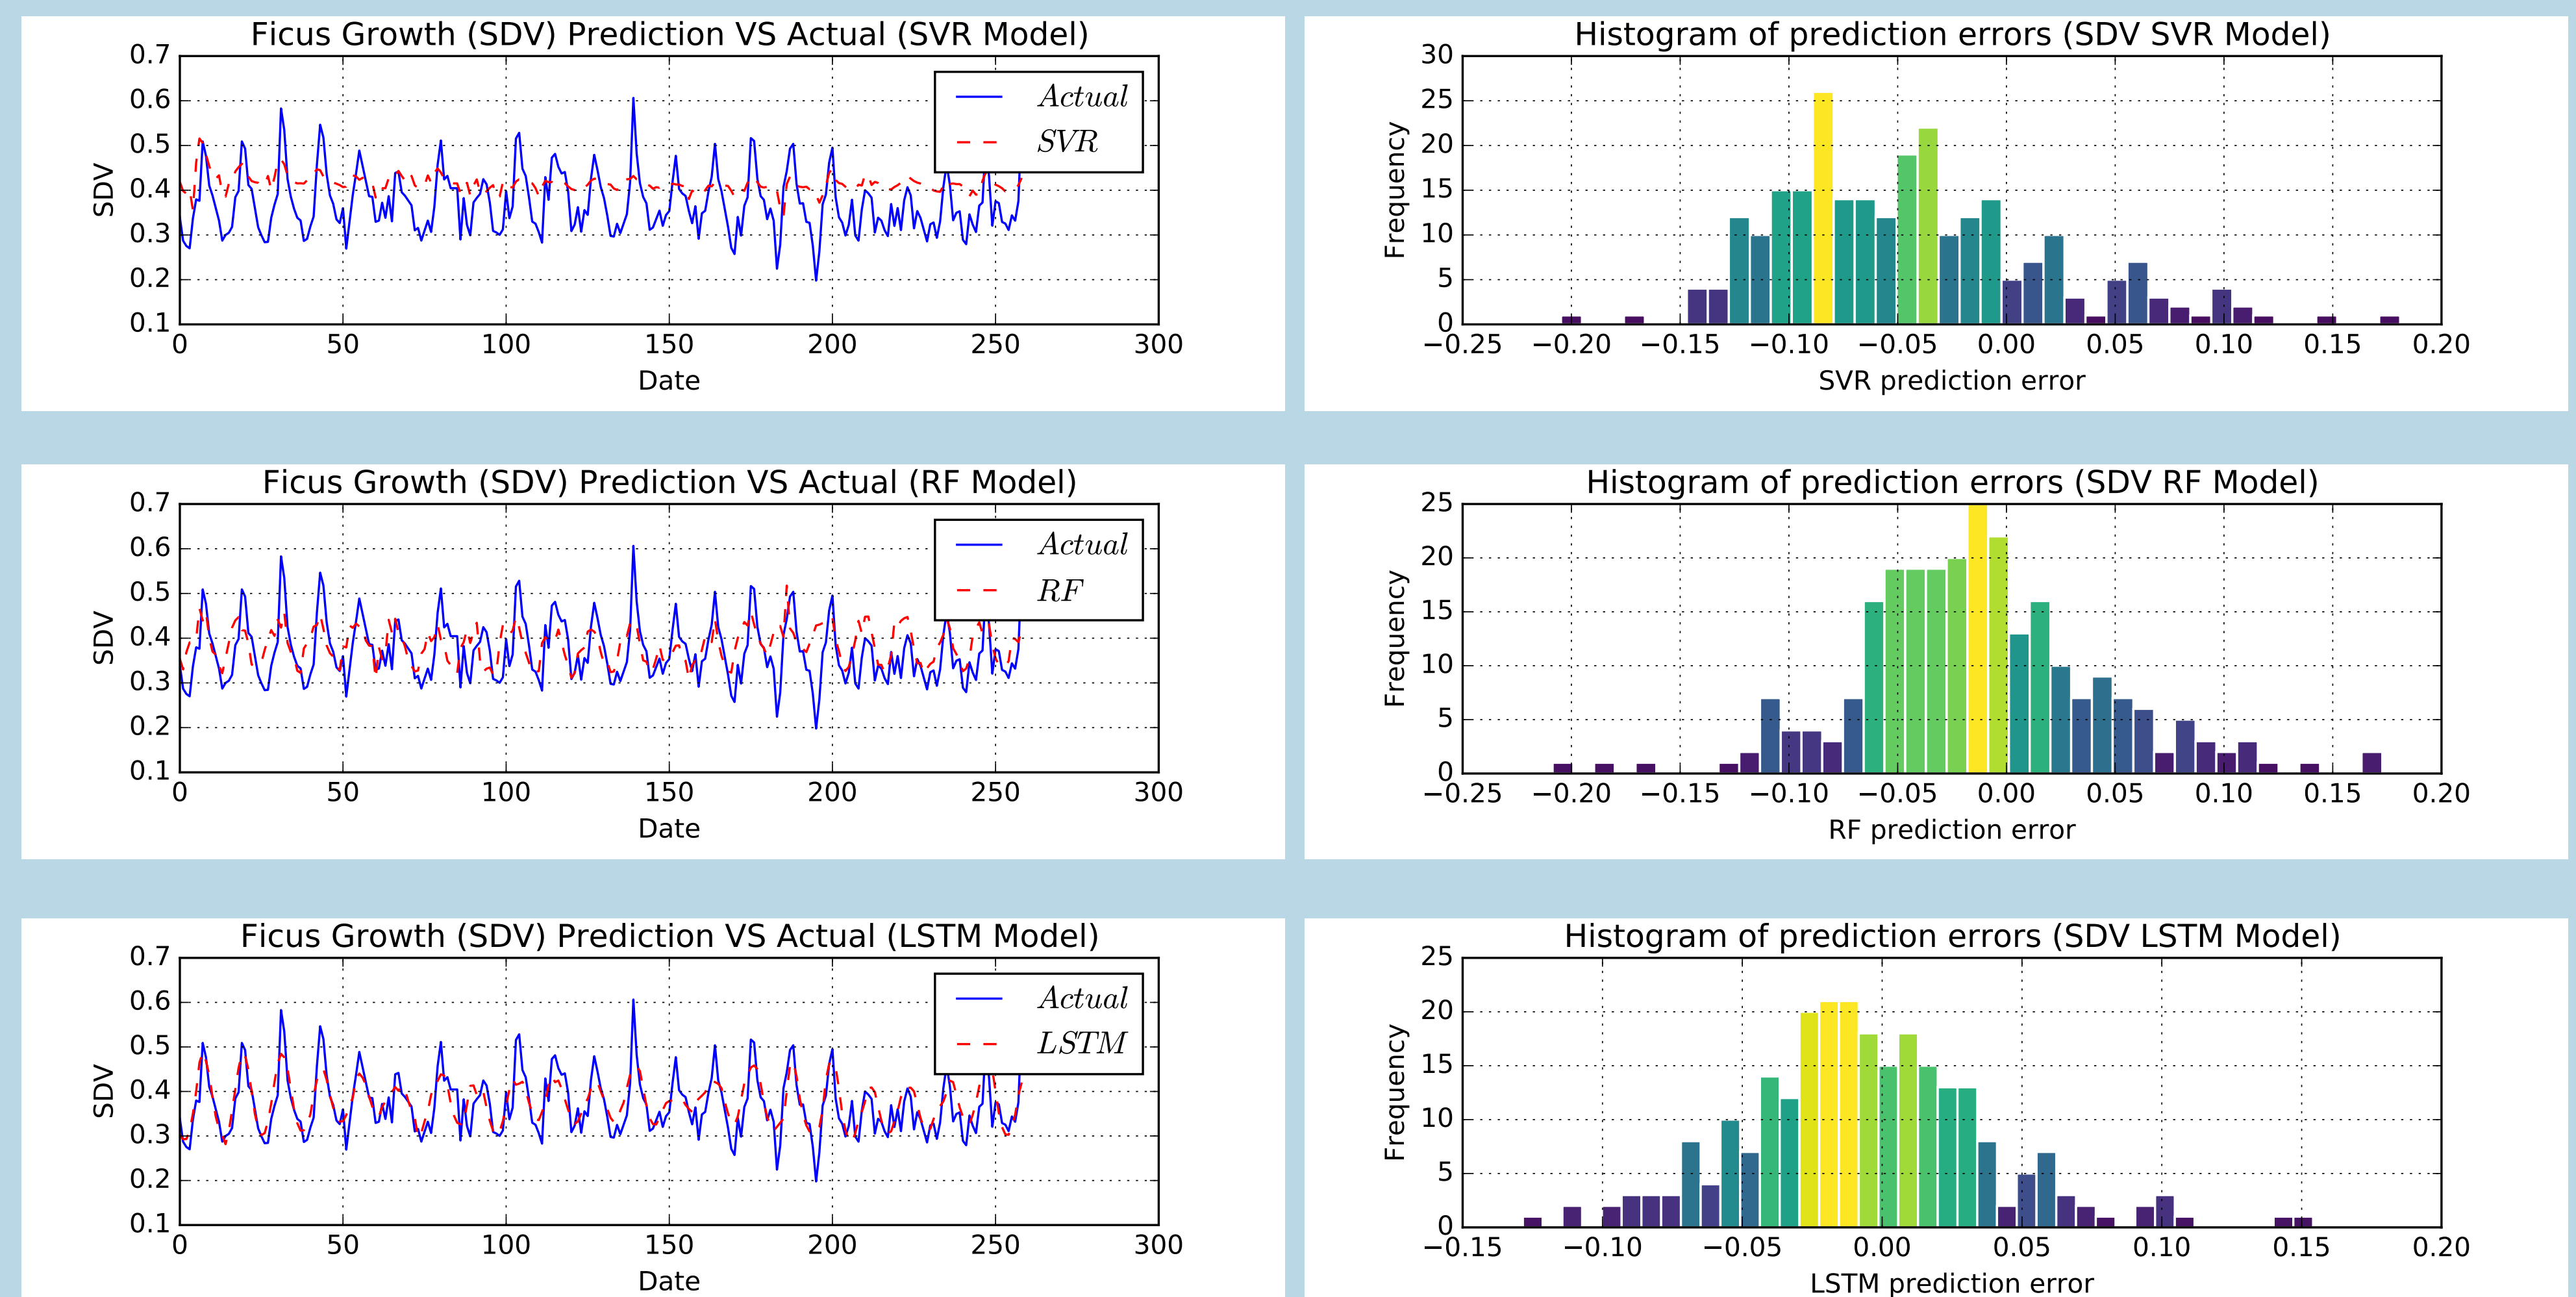 Ficus Growth (SDV) Prediction VS Actual (SVR Model)
0.7
0.6
0.5
0.4
0.3
0.2
0.1
SDV
Actual
SVR
0 50 100 150 200 250 300
Date
Histogram of prediction errors (SDV SVR Model)
30
25
20
15
10
5
0
Frequency
−0.25 −0.20 −0.15 −0.10 −0.05 0.00 0.05 0.10 0.15 0.20
SVR prediction error
Ficus Growth (SDV) Prediction VS Actual (RF Model)
0.7
0.6
0.5
0.4
0.3
0.2
0.1
SDV
Actual
RF
0 50 100 150 200 250 300
Date
Histogram of prediction errors (SDV RF Model)
25
20
15
10
5
0
Frequency
−0.25 −0.20 −0.15 −0.10 −0.05 0.00 0.05 0.10 0.15 0.20
RF prediction error
Ficus Growth (SDV) Prediction VS Actual (LSTM Model)
0.7
0.6
0.5
0.4
0.3
0.2
0.1
SDV
Actual
LSTM
0 50 100 150 200 250 300
Date
Histogram of prediction errors (SDV LSTM Model)
25
20
15
10
5
0
Frequency
−0.15 −0.10 −0.05 0.00 0.05 0.10 0.15 0.20
LSTM prediction error